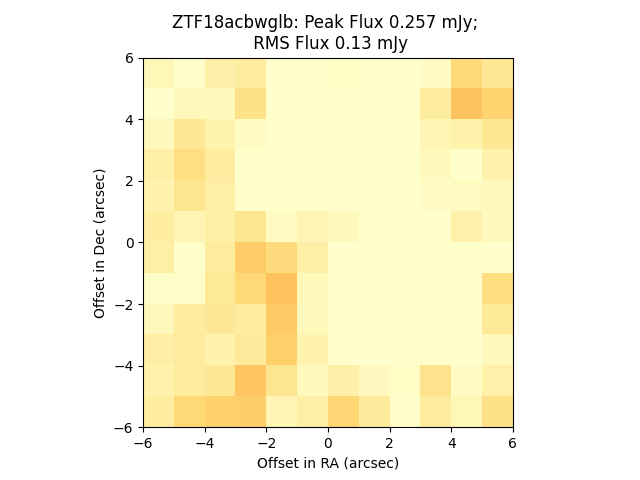 ZTF18acbwglb: Peak Flux 0.257 mJy;
RMS Flux 0.13 mJy
6
4
2
0
−2
−4
−6
Offset in Dec (arcsec)
−6 −4 −2 0 2 4 6
Offset in RA (arcsec)